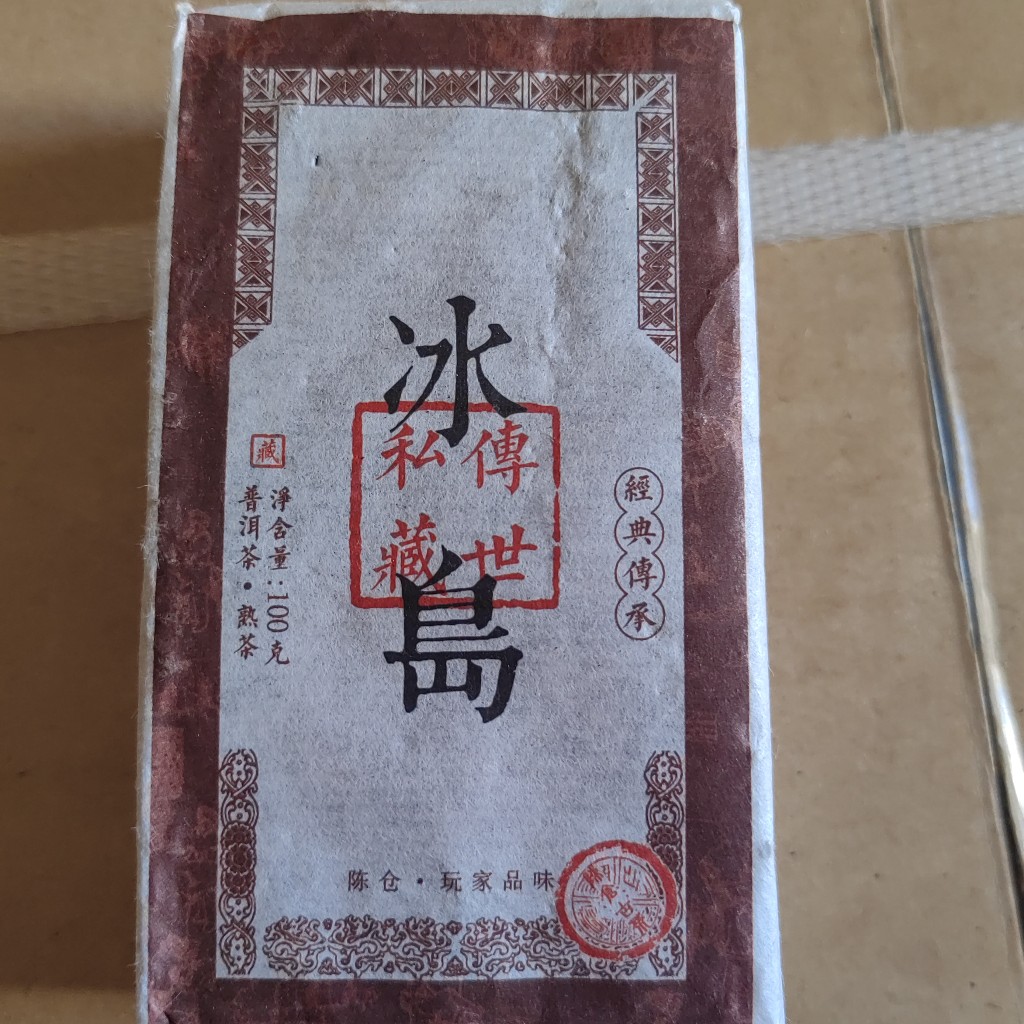 冰島
傳世
私藏
經典傳承
藏
淨含量：100克
普洱茶・熟茶
陈仓・玩家品味